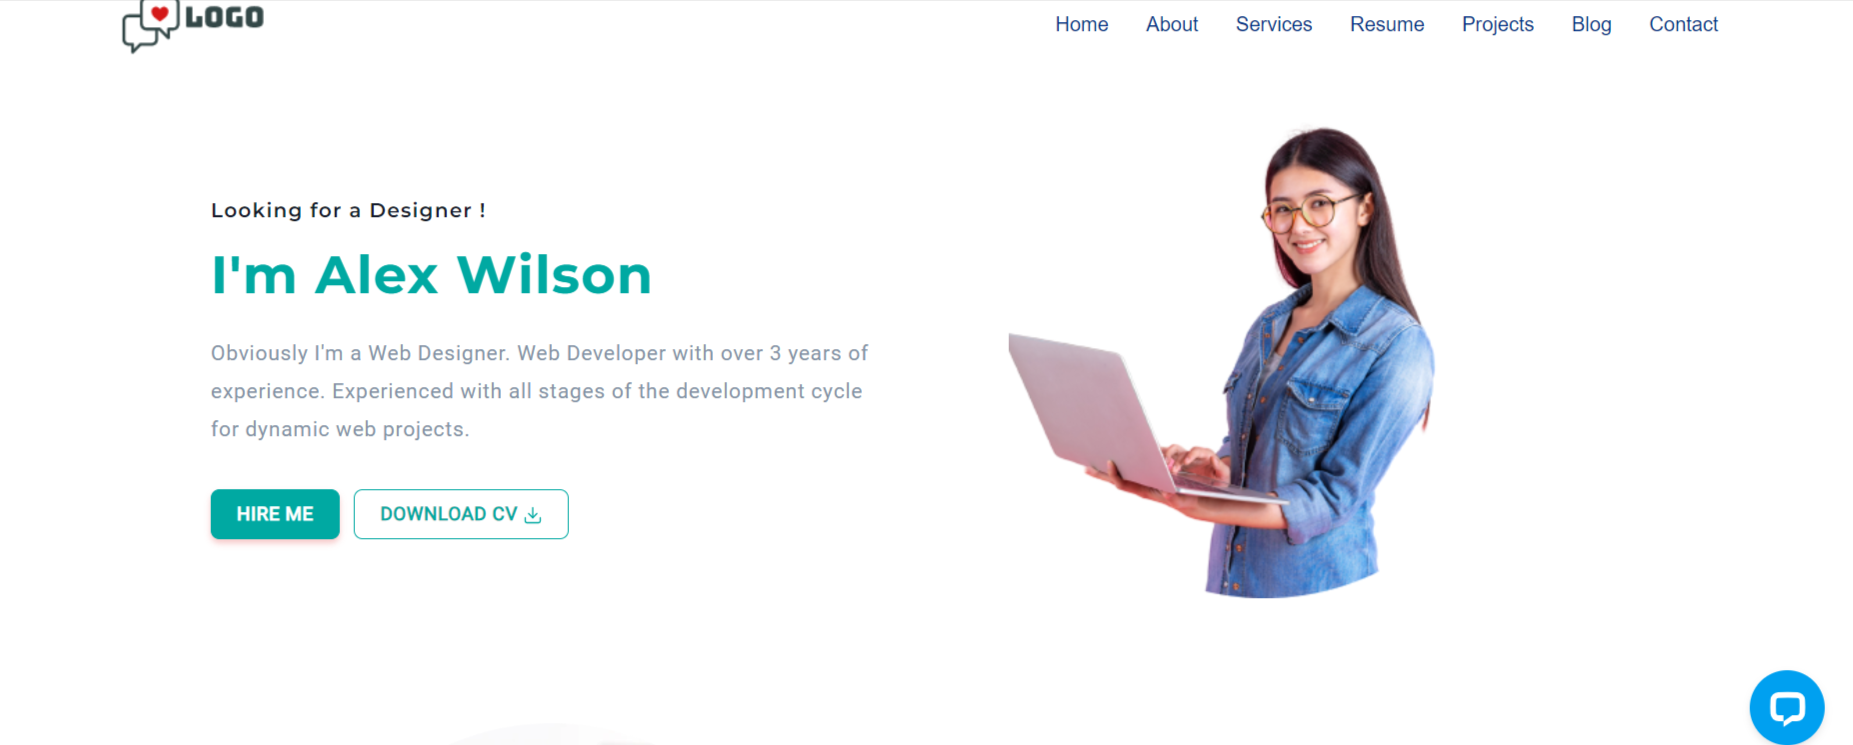 LOGO
Home About Services Resume Projects Blog Contact
Looking for a Designer !
I'm Alex Wilson
Obviously I'm a Web Designer. Web Developer with over 3 years of
experience. Experienced with all stages of the development cycle
for dynamic web projects.
HIRE ME DOWNLOAD CV